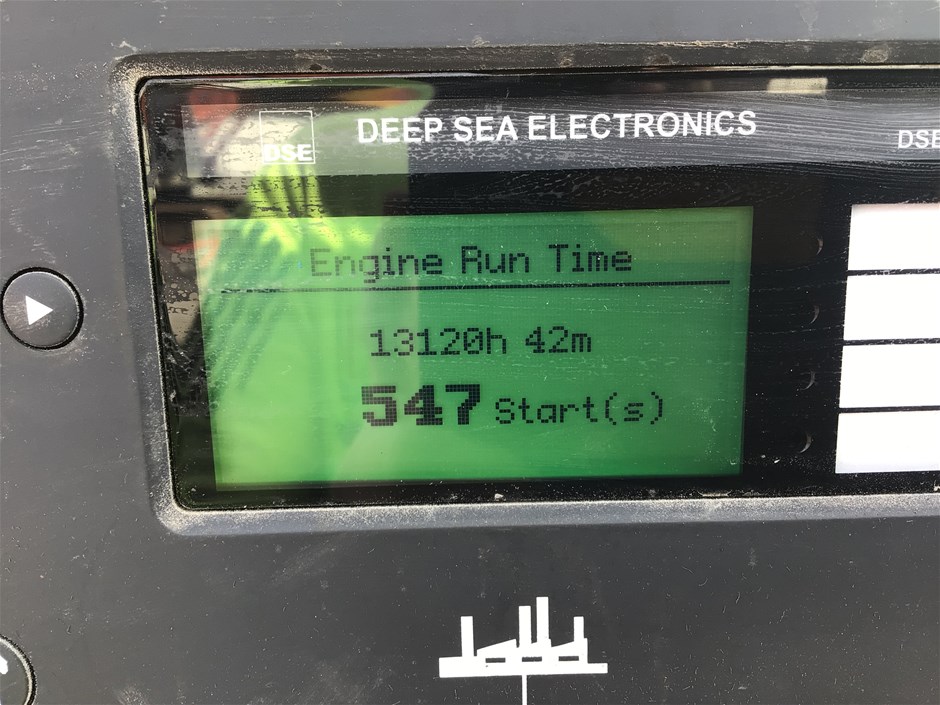 DSE
DEEP SEA ELECTRONICS
DSE
Engine Run Time
13120h 42m
547 Start(s)